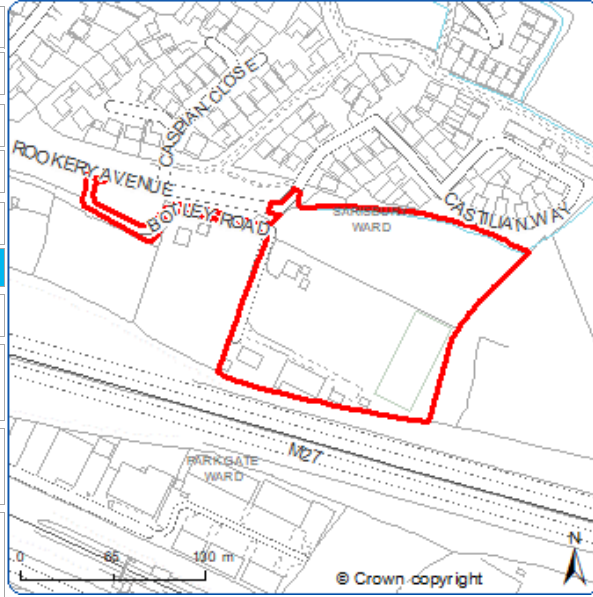 CASPIAN CLOSE
ROOKERY AVENUE
BOTLEY ROAD
WARD
CASTILIAN WAY
M27
PARKGATE
WARD
N
0 65 130 m
© Crown copyright